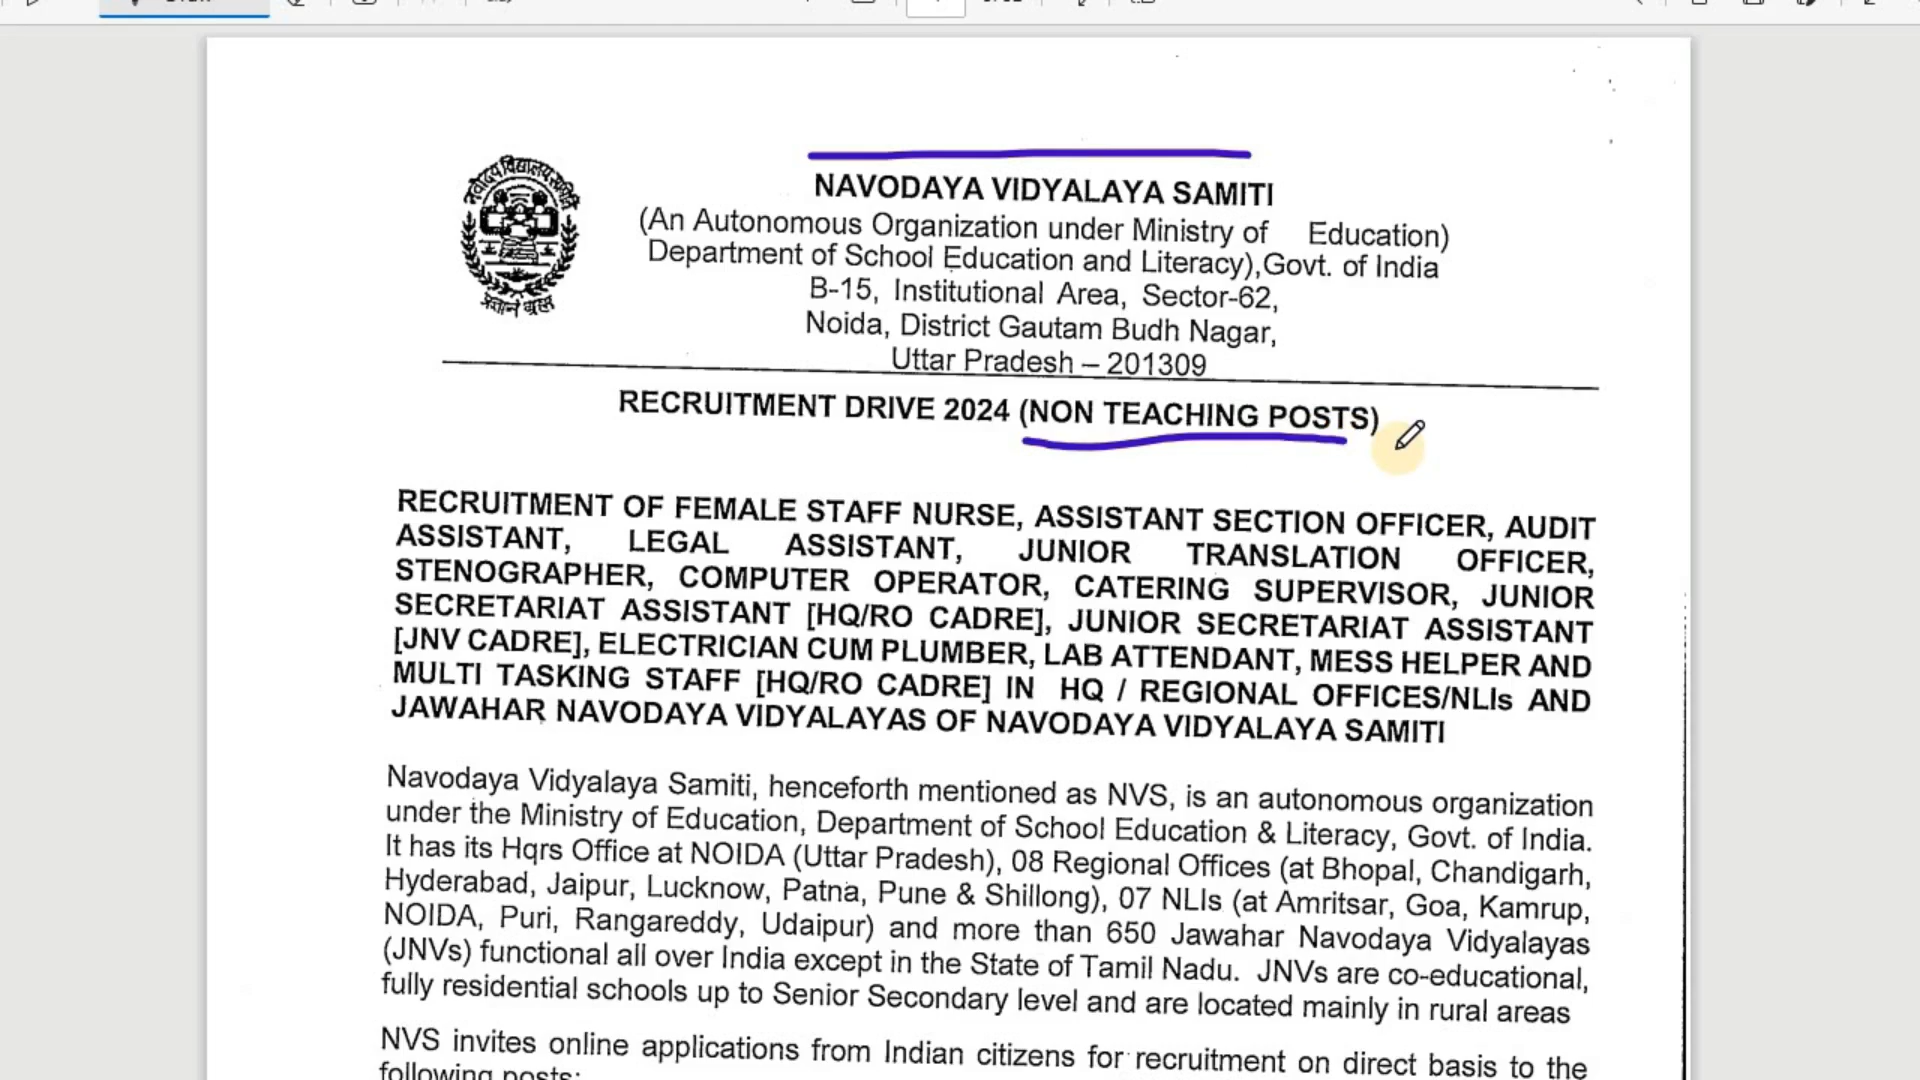 नवोदय विद्यालय समिति
NAVODAYA VIDYALAYA SAMITI
(An Autonomous Organization under Ministry of Education)
Department of School Education and Literacy),Govt. of India
B-15, Institutional Area, Sector-62,
Noida, District Gautam Budh Nagar,
Uttar Pradesh – 201309
RECRUITMENT DRIVE 2024 (NON TEACHING POSTS)
RECRUITMENT OF FEMALE STAFF NURSE, ASSISTANT SECTION OFFICER, AUDIT
ASSISTANT, LEGAL ASSISTANT, JUNIOR TRANSLATION OFFICER,
STENOGRAPHER, COMPUTER OPERATOR, CATERING SUPERVISOR, JUNIOR
SECRETARIAT ASSISTANT [HQ/RO CADRE], JUNIOR SECRETARIAT ASSISTANT
[JNV CADRE], ELECTRICIAN CUM PLUMBER, LAB ATTENDANT, MESS HELPER AND
MULTI TASKING STAFF [HQ/RO CADRE] IN HQ / REGIONAL OFFICES/NLIs AND
JAWAHAR NAVODAYA VIDYALAYAS OF NAVODAYA VIDYALAYA SAMITI
Navodaya Vidyalaya Samiti, henceforth mentioned as NVS, is an autonomous organization
under the Ministry of Education, Department of School Education & Literacy, Govt. of India.
It has its Hqrs Office at NOIDA (Uttar Pradesh), 08 Regional Offices (at Bhopal, Chandigarh,
Hyderabad, Jaipur, Lucknow, Patna, Pune & Shillong), 07 NLIs (at Amritsar, Goa, Kamrup,
NOIDA, Puri, Rangareddy, Udaipur) and more than 650 Jawahar Navodaya Vidyalayas
(JNVs) functional all over India except in the State of Tamil Nadu. JNVs are co-educational,
fully residential schools up to Senior Secondary level and are located mainly in rural areas
NVS invites online applications from Indian citizens for recruitment on direct basis to the
following posts: